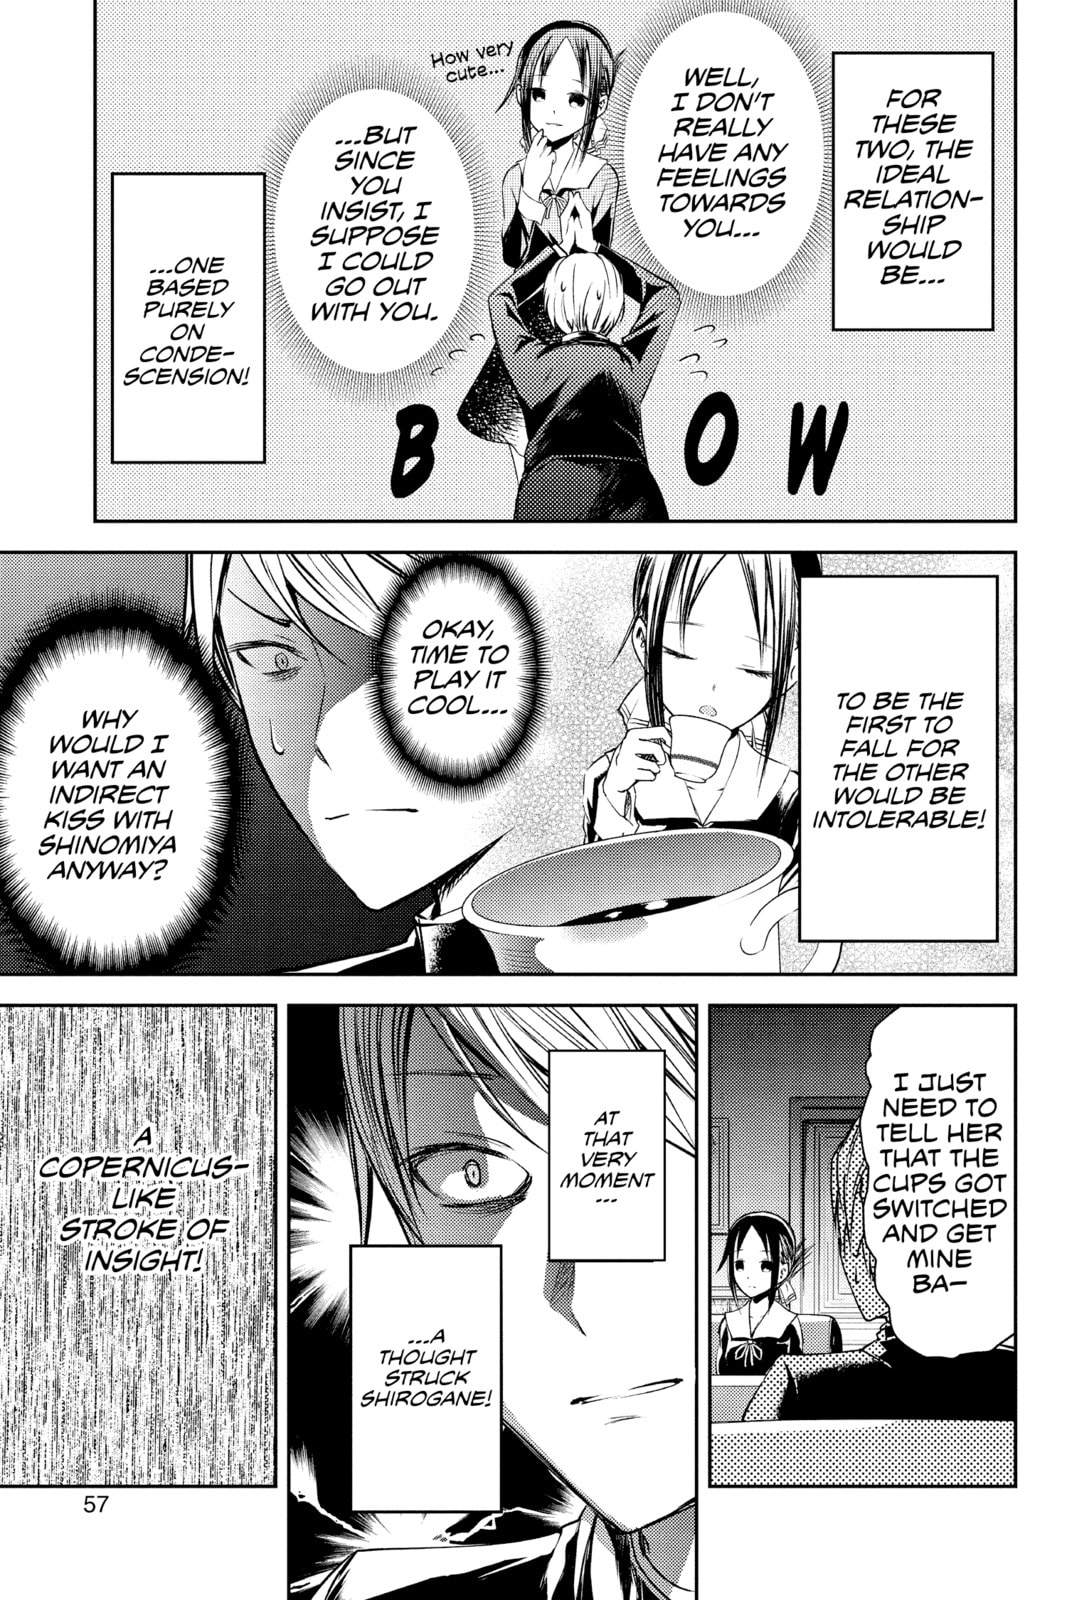 FOR
THESE
TWO, THE
IDEAL
RELATION-
SHIP
WOULD
BE...
WELL,
I DON'T
REALLY
HAVE ANY
FEELINGS
TOWARDS
YOU...
How very
cute...
...BUT
SINCE
YOU
INSIST, I
SUPPOSE
I COULD
GO OUT
WITH YOU.
BOW
...ONE
BASED
PURELY
ON
CONDE-
SCENSION!
TO BE THE
FIRST TO
FALL FOR
THE OTHER
WOULD BE
INTOLERABLE!
OKAY,
TIME TO
PLAY IT
COOL...
WHY
WOULD I
WANT AN
INDIRECT
KISS WITH
SHINOMIYA
ANYWAY?
I JUST
NEED TO
TELL HER
THAT THE
CUPS GOT
SWITCHED
AND GET
MINE
BA-
AT
THAT
VERY
MOMENT
...
...A
THOUGHT
STRUCK
SHIROGANE!
A
COPERNICUS-
LIKE
STROKE OF
INSIGHT!
57